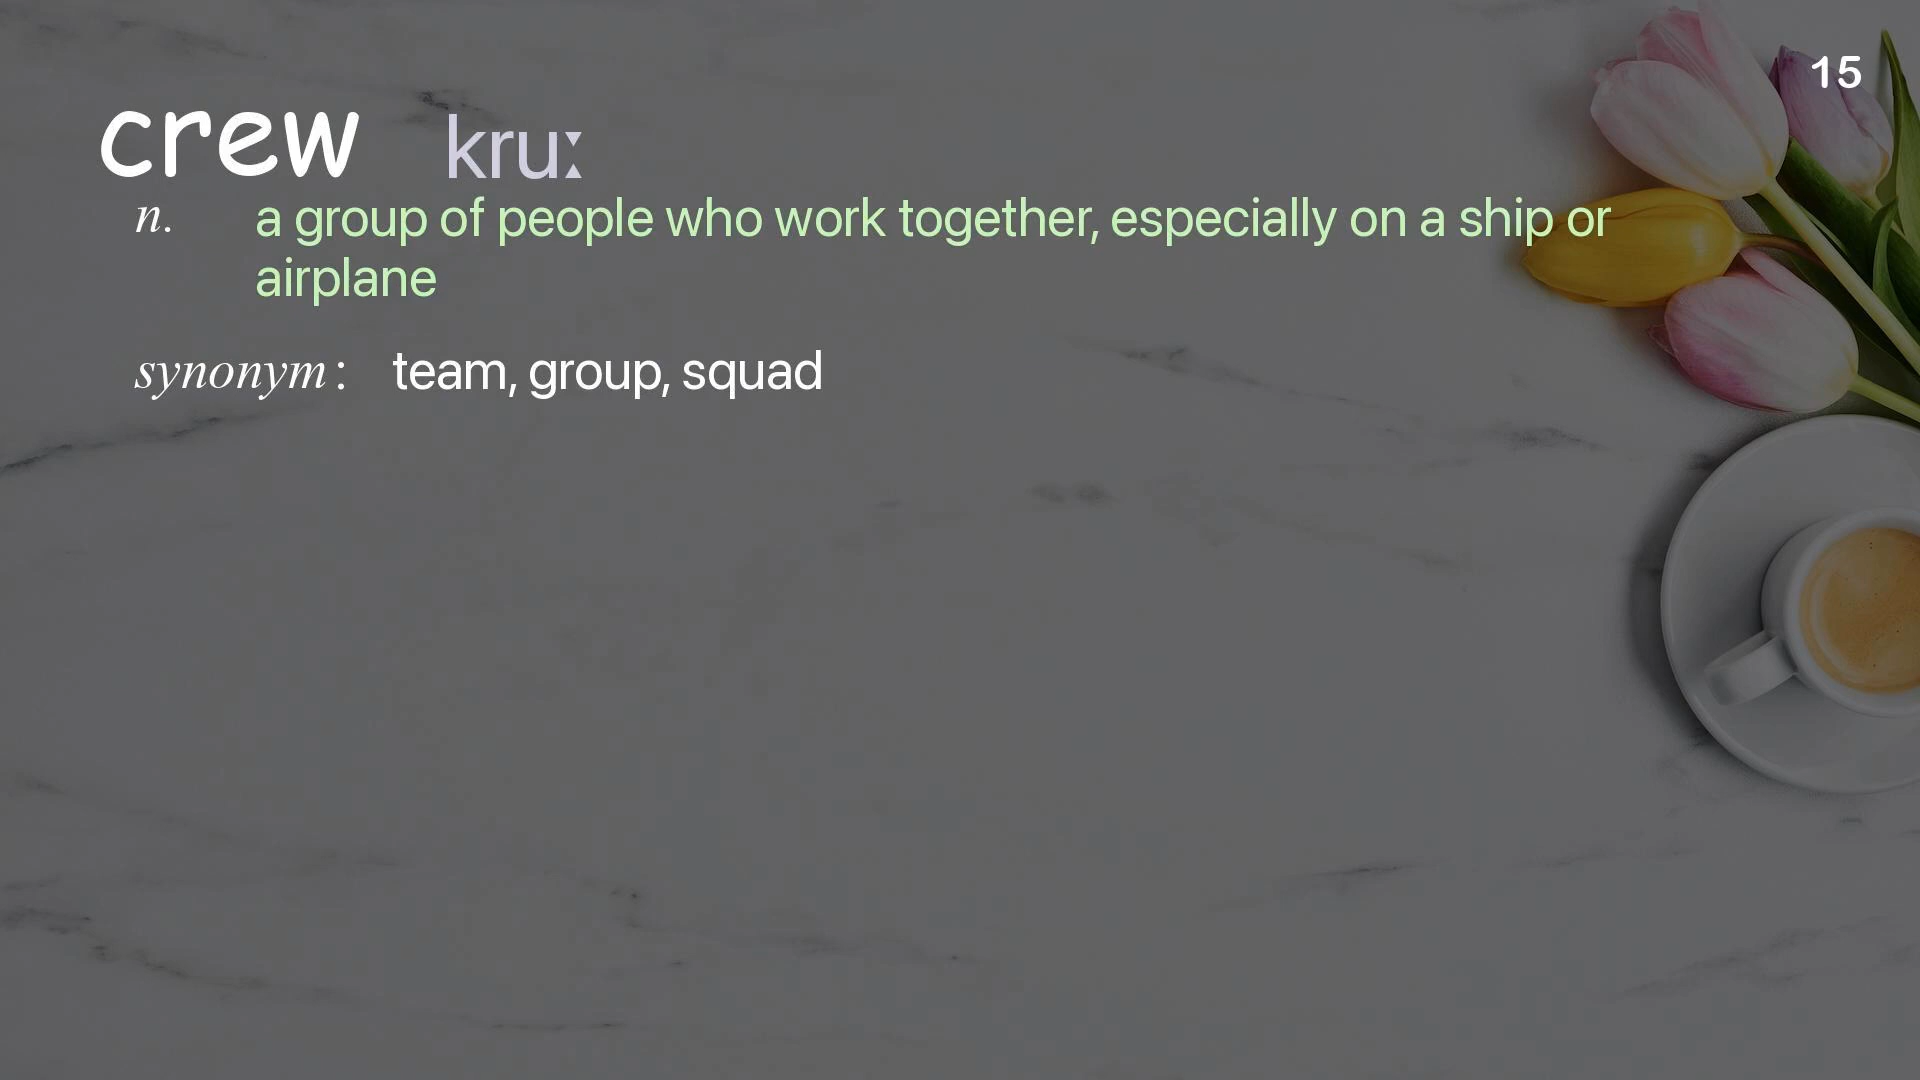 15
crew kruː
n. a group of people who work together, especially on a ship or
airplane
synonym : team, group, squad